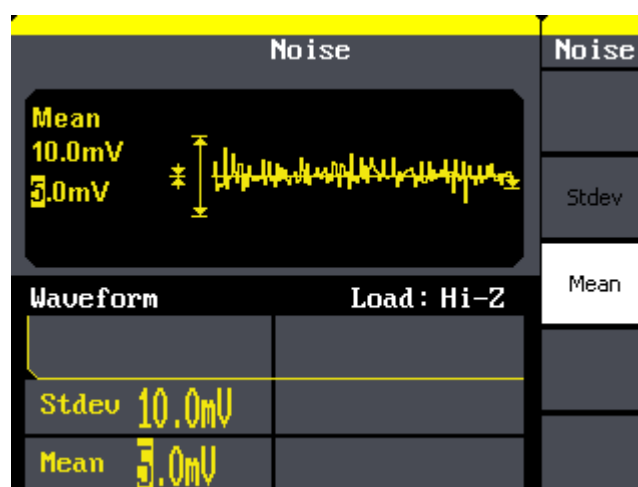 Noise
Noise
Mean
10.0mV
5.0mV
Stdev
Mean
Waveform Load: Hi-Z
Stdev 10.0mV
Mean 5.0mV